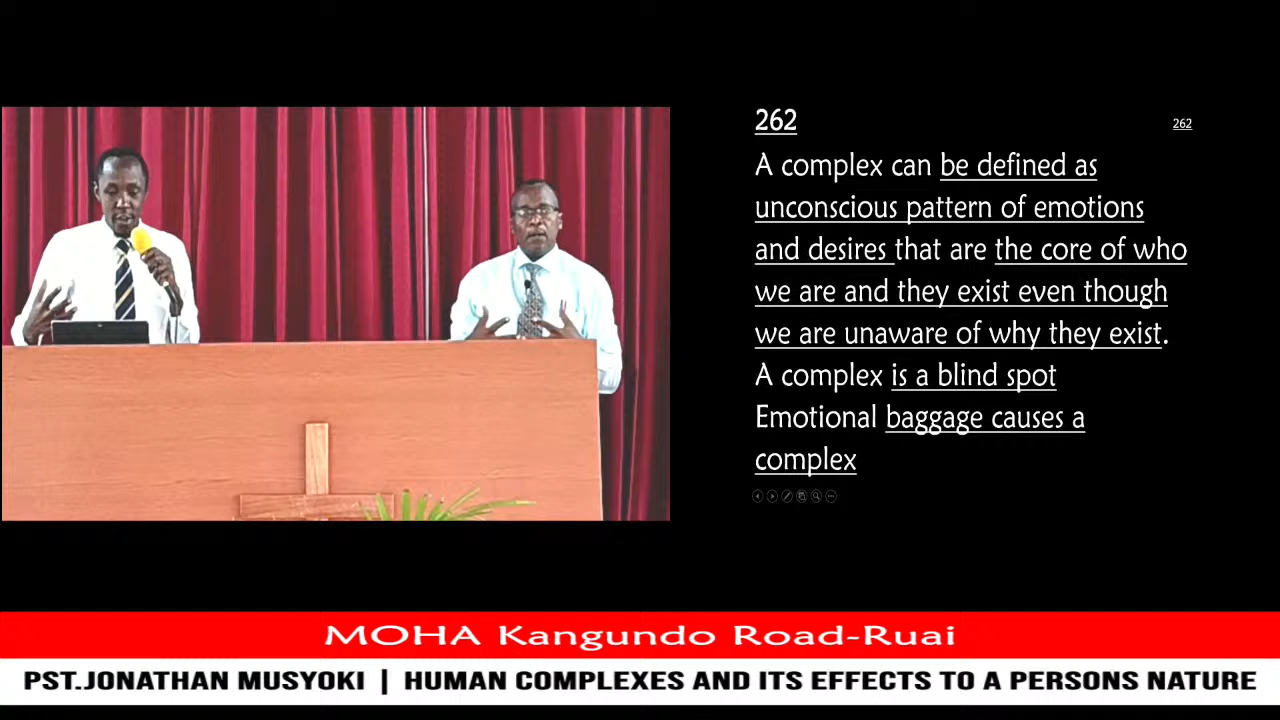 262
262
A complex can be defined as
unconscious pattern of emotions
and desires that are the core of who
we are and they exist even though
we are unaware of why they exist.
A complex is a blind spot
Emotional baggage causes a
complex
MOHA Kangundo Road-Ruai
PST.JONATHAN MUSYOKI | HUMAN COMPLEXES AND ITS EFFECTS TO A PERSONS NATURE